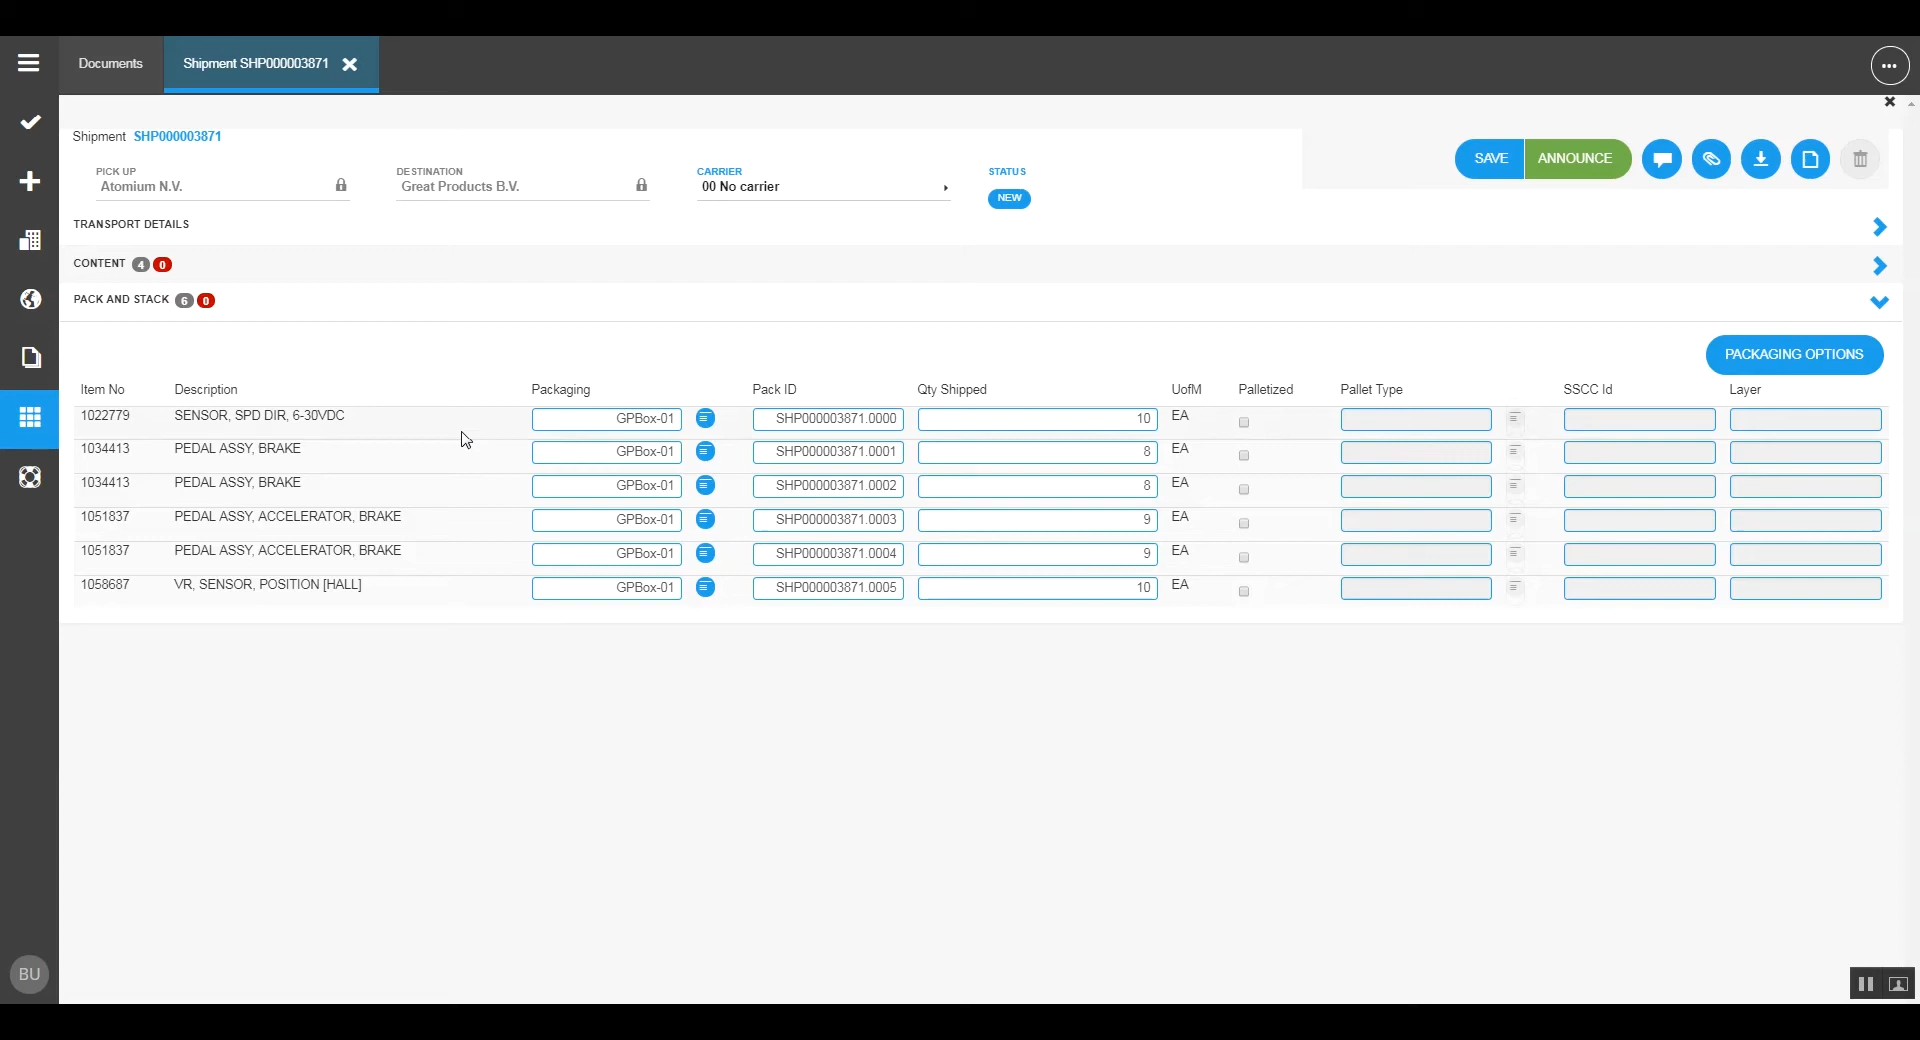 Documents Shipment SHP000003871
Shipment SHP000003871
SAVE ANNOUNCE
PICK UP DESTINATION CARRIER STATUS
Atomium N.V. Great Products B.V. 00 No carrier NEW
TRANSPORT DETAILS
CONTENT 4 0
PACK AND STACK 6 0
PACKAGING OPTIONS
Item No Description Packaging Pack ID Qty Shipped UofM Palletized Pallet Type SSCC Id Layer
1022779 SENSOR, SPD DIR, 6-30VDC GPBox-01 SHP000003871.0000 10 EA
1034413 PEDAL ASSY, BRAKE GPBox-01 SHP000003871.0001 8 EA
1034413 PEDAL ASSY, BRAKE GPBox-01 SHP000003871.0002 8 EA
1051837 PEDAL ASSY, ACCELERATOR, BRAKE GPBox-01 SHP000003871.0003 9 EA
1051837 PEDAL ASSY, ACCELERATOR, BRAKE GPBox-01 SHP000003871.0004 9 EA
1058687 VR, SENSOR, POSITION [HALL] GPBox-01 SHP000003871.0005 10 EA
BU